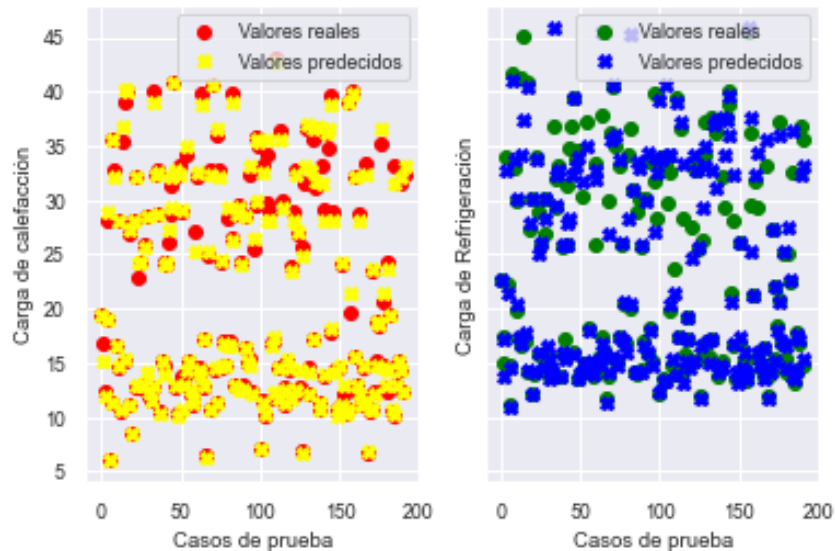 Carga de calefacción
45
40
35
30
25
20
15
10
5
0
50
100
150
200
Casos de prueba
Valores reales
Valores predecidos
Carga de Refrigeración
0
50
100
150
200
Casos de prueba
Valores reales
Valores predecidos